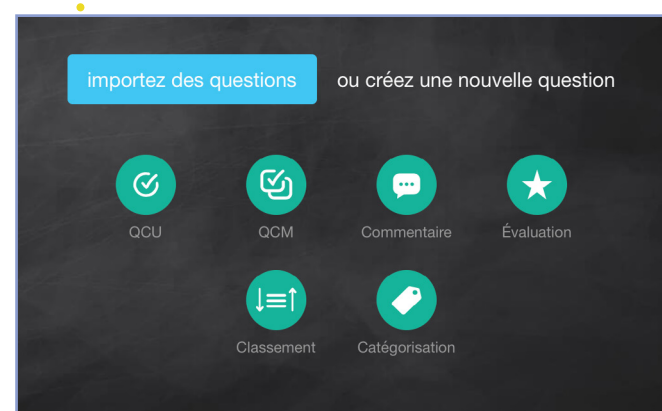 importez des questions ou créez une nouvelle question
QCU QCM Commentaire Évaluation
Classement Catégorisation